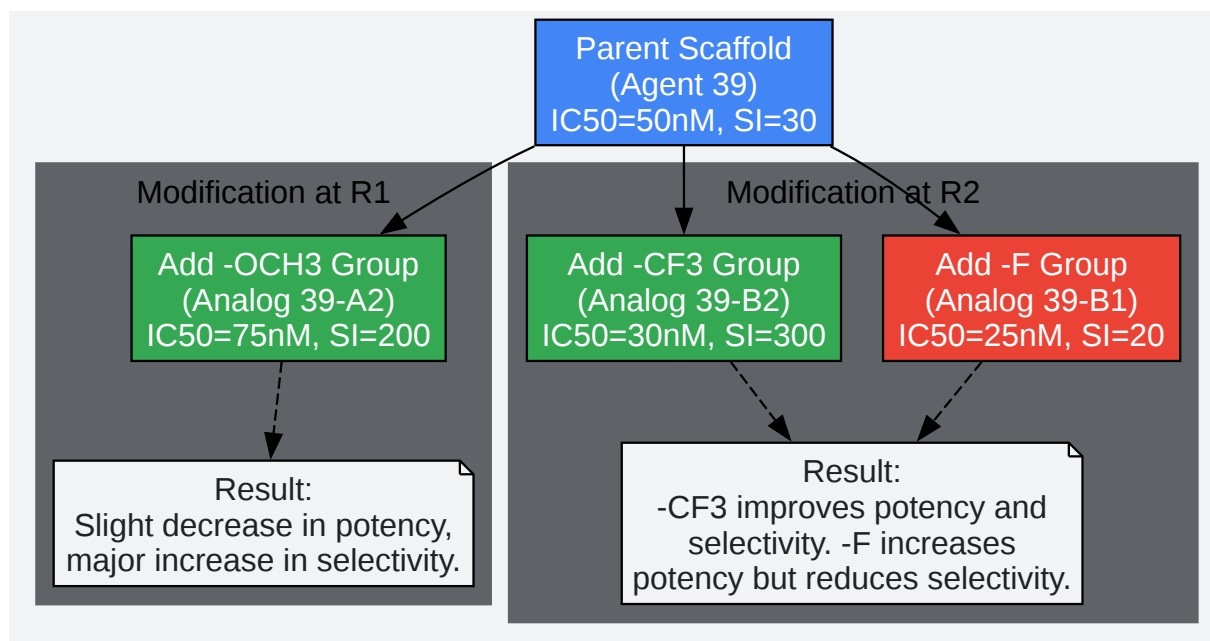 Parent Scaffold
(Agent 39)
IC50=50nM, SI=30
Modification at R1
Add -OCH3 Group
(Analog 39-A2)
IC50=75nM, SI=200
Result:
Slight decrease in potency,
major increase in selectivity.
Modification at R2
Add -CF3 Group
(Analog 39-B2)
IC50=30nM, SI=300
Add -F Group
(Analog 39-B1)
IC50=25nM, SI=20
Result:
-CF3 improves potency and
selectivity. -F increases
potency but reduces selectivity.